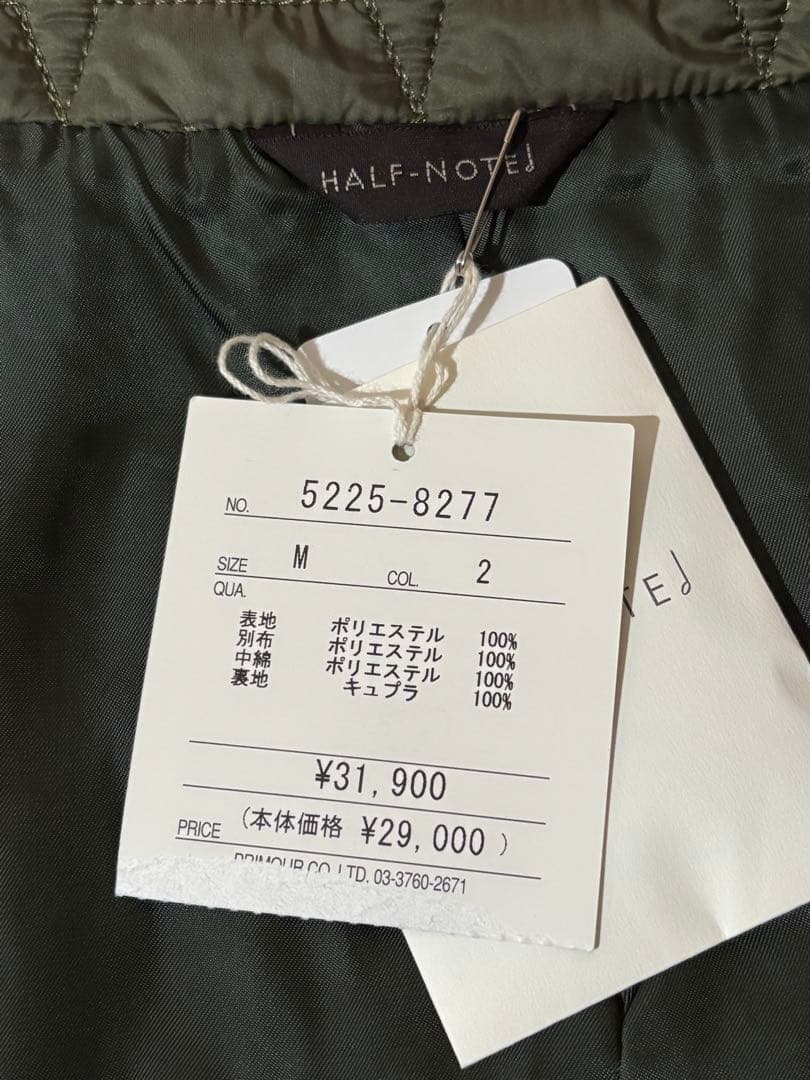 HALF-NOTE
NO. 5225-8277
SIZE M COL. 2
QUA.
表地 ポリエステル 100%
別布 ポリエステル 100%
中綿 ポリエステル 100%
裏地 キュプラ 100%
¥31,900
PRICE (本体価格 ¥29,000)
PRIMOUR CO.,LTD. 03-3760-2671
TE